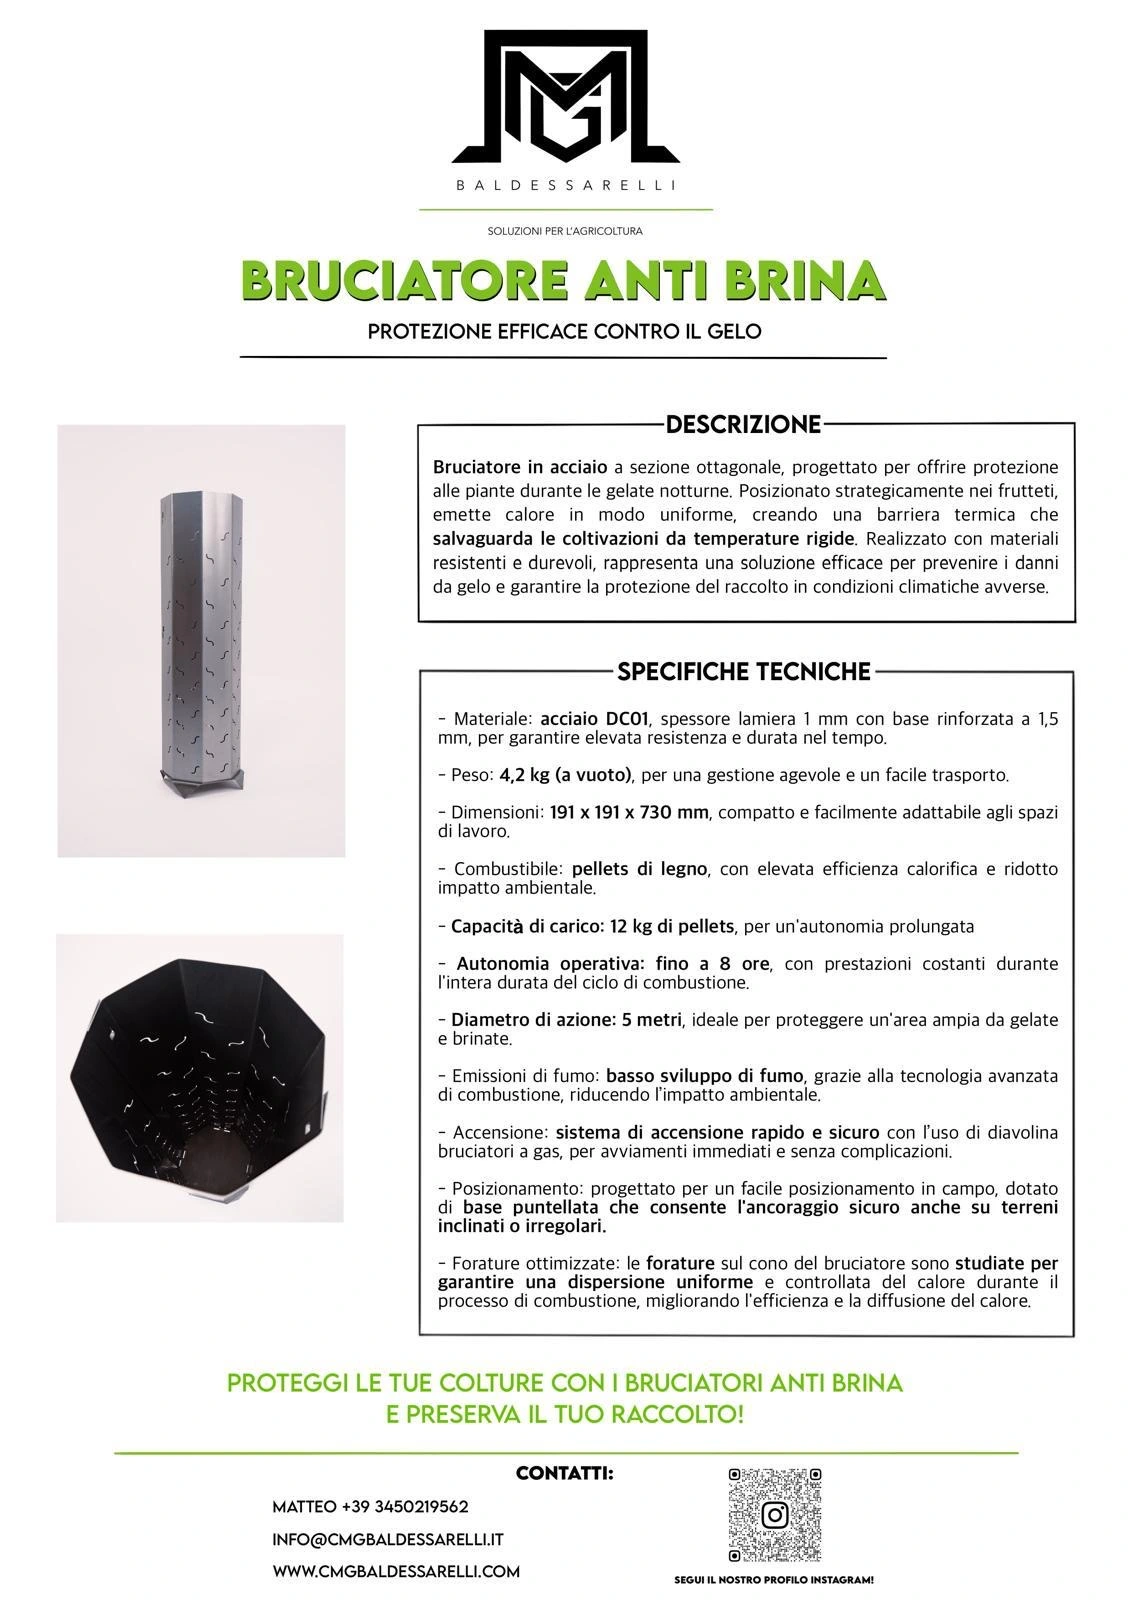 MG
BALDESSARELLI
SOLUZIONI PER L'AGRICOLTURA
BRUCIATORE ANTI BRINA
PROTEZIONE EFFICACE CONTRO IL GELO
DESCRIZIONE
Bruciatore in acciaio a sezione ottagonale, progettato per offrire protezione
alle piante durante le gelate notturne. Posizionato strategicamente nei frutteti,
emette calore in modo uniforme, creando una barriera termica che
salvaguarda le coltivazioni da temperature rigide. Realizzato con materiali
resistenti e durevoli, rappresenta una soluzione efficace per prevenire i danni
da gelo e garantire la protezione del raccolto in condizioni climatiche avverse.
SPECIFICHE TECNICHE
- Materiale: acciaio DC01, spessore lamiera 1 mm con base rinforzata a 1,5
mm, per garantire elevata resistenza e durata nel tempo.
- Peso: 4,2 kg (a vuoto), per una gestione agevole e un facile trasporto.
- Dimensioni: 191 x 191 x 730 mm, compatto e facilmente adattabile agli spazi
di lavoro.
- Combustibile: pellets di legno, con elevata efficienza calorifica e ridotto
impatto ambientale.
- Capacità di carico: 12 kg di pellets, per un'autonomia prolungata
- Autonomia operativa: fino a 8 ore, con prestazioni costanti durante
l'intera durata del ciclo di combustione.
- Diametro di azione: 5 metri, ideale per proteggere un'area ampia da gelate
e brinate.
- Emissioni di fumo: basso sviluppo di fumo, grazie alla tecnologia avanzata
di combustione, riducendo l'impatto ambientale.
- Accensione: sistema di accensione rapido e sicuro con l'uso di diavolina
bruciatori a gas, per avviamenti immediati e senza complicazioni.
- Posizionamento: progettato per un facile posizionamento in campo, dotato
di base puntellata che consente l'ancoraggio sicuro anche su terreni
inclinati o irregolari.
- Forature ottimizzate: le forature sul cono del bruciatore sono studiate per
garantire una dispersione uniforme e controllata del calore durante il
processo di combustione, migliorando l'efficienza e la diffusione del calore.
PROTEGGI LE TUE COLTURE CON I BRUCIATORI ANTI BRINA
E PRESERVA IL TUO RACCOLTO!
CONTATTI:
MATTEO +39 3450219562
INFO@CMGBALDESSARELLI.IT
WWW.CMGBALDESSARELLI.COM
SEGUI IL NOSTRO PROFILO INSTAGRAM!